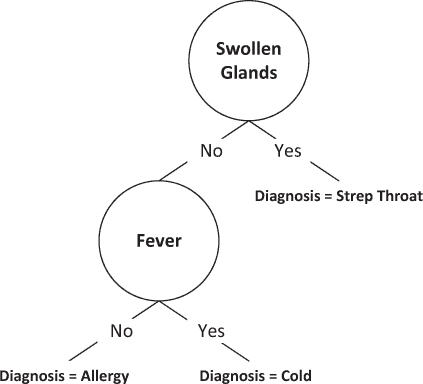 Swollen
Glands
No
Yes
Diagnosis = Strep Throat
Fever
No
Yes
Diagnosis = Allergy
Diagnosis = Cold